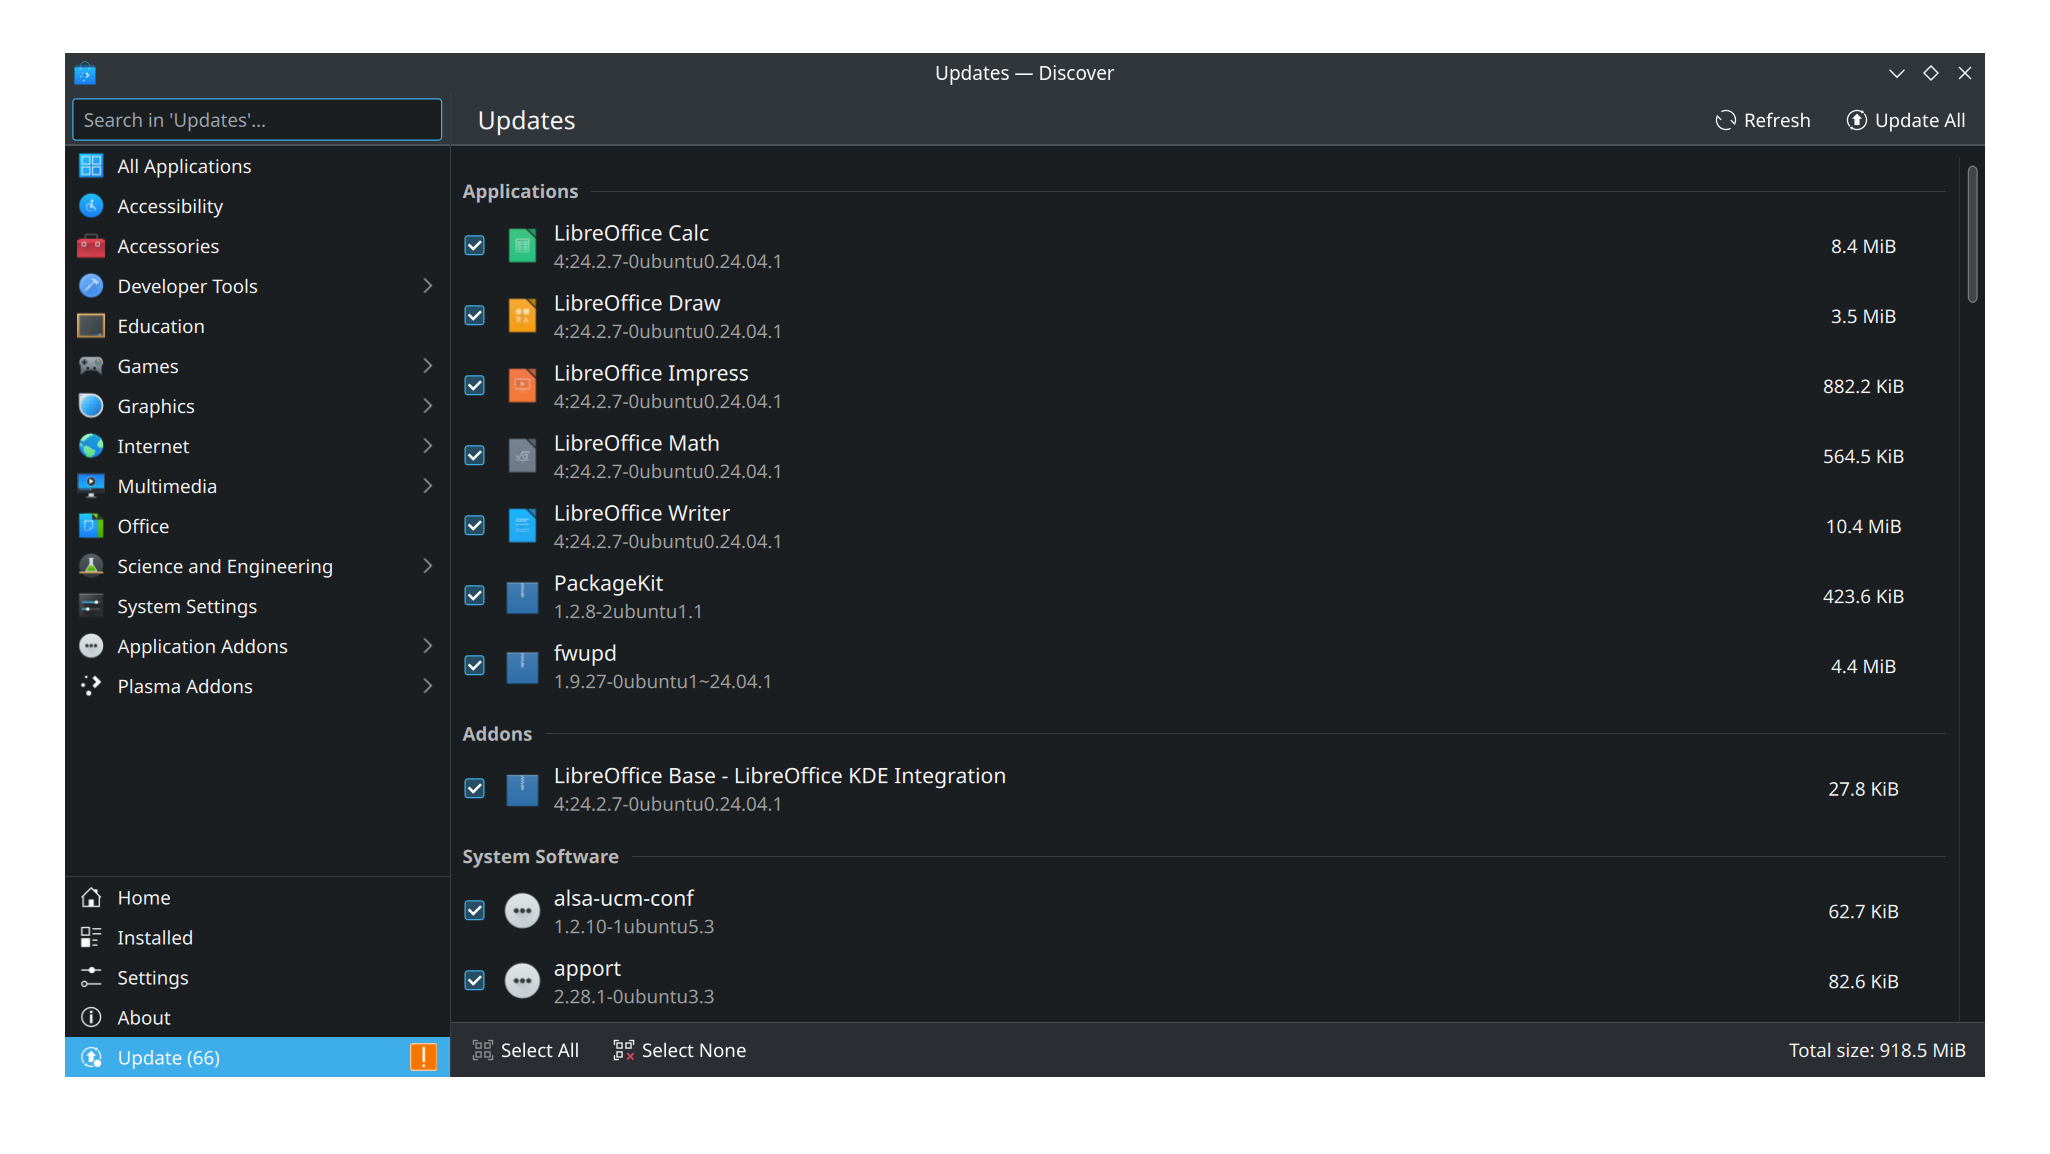 Updates — Discover
Search in 'Updates'...
Updates
Refresh
Update All
All Applications
Accessibility
Accessories
Developer Tools
Education
Games
Graphics
Internet
Multimedia
Office
Science and Engineering
System Settings
Application Addons
Plasma Addons
Home
Installed
Settings
About
Update (66)
Applications
LibreOffice Calc
4:24.2.7-0ubuntu0.24.04.1
8.4 MiB
LibreOffice Draw
4:24.2.7-0ubuntu0.24.04.1
3.5 MiB
LibreOffice Impress
4:24.2.7-0ubuntu0.24.04.1
882.2 KiB
LibreOffice Math
4:24.2.7-0ubuntu0.24.04.1
564.5 KiB
LibreOffice Writer
4:24.2.7-0ubuntu0.24.04.1
10.4 MiB
PackageKit
1.2.8-2ubuntu1.1
423.6 KiB
fwupd
1.9.27-0ubuntu1~24.04.1
4.4 MiB
Addons
LibreOffice Base - LibreOffice KDE Integration
4:24.2.7-0ubuntu0.24.04.1
27.8 KiB
System Software
alsa-ucm-conf
1.2.10-1ubuntu5.3
62.7 KiB
apport
2.28.1-0ubuntu3.3
82.6 KiB
Select All
Select None
Total size: 918.5 MiB